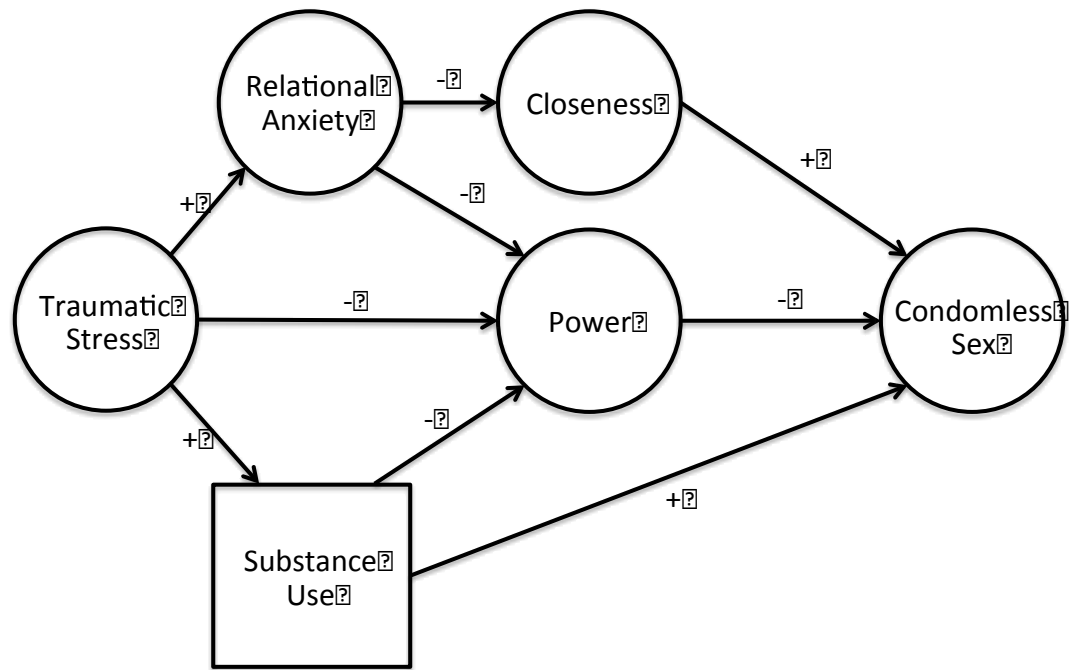 Relational⍰
Anxiety⍰
-⍰
Closeness⍰
+⍰
-⍰
+⍰
Traumatic⍰
Stress⍰
-⍰
Power⍰
-⍰
Condomless⍰
Sex⍰
+⍰
-⍰
+⍰
Substance⍰
Use⍰